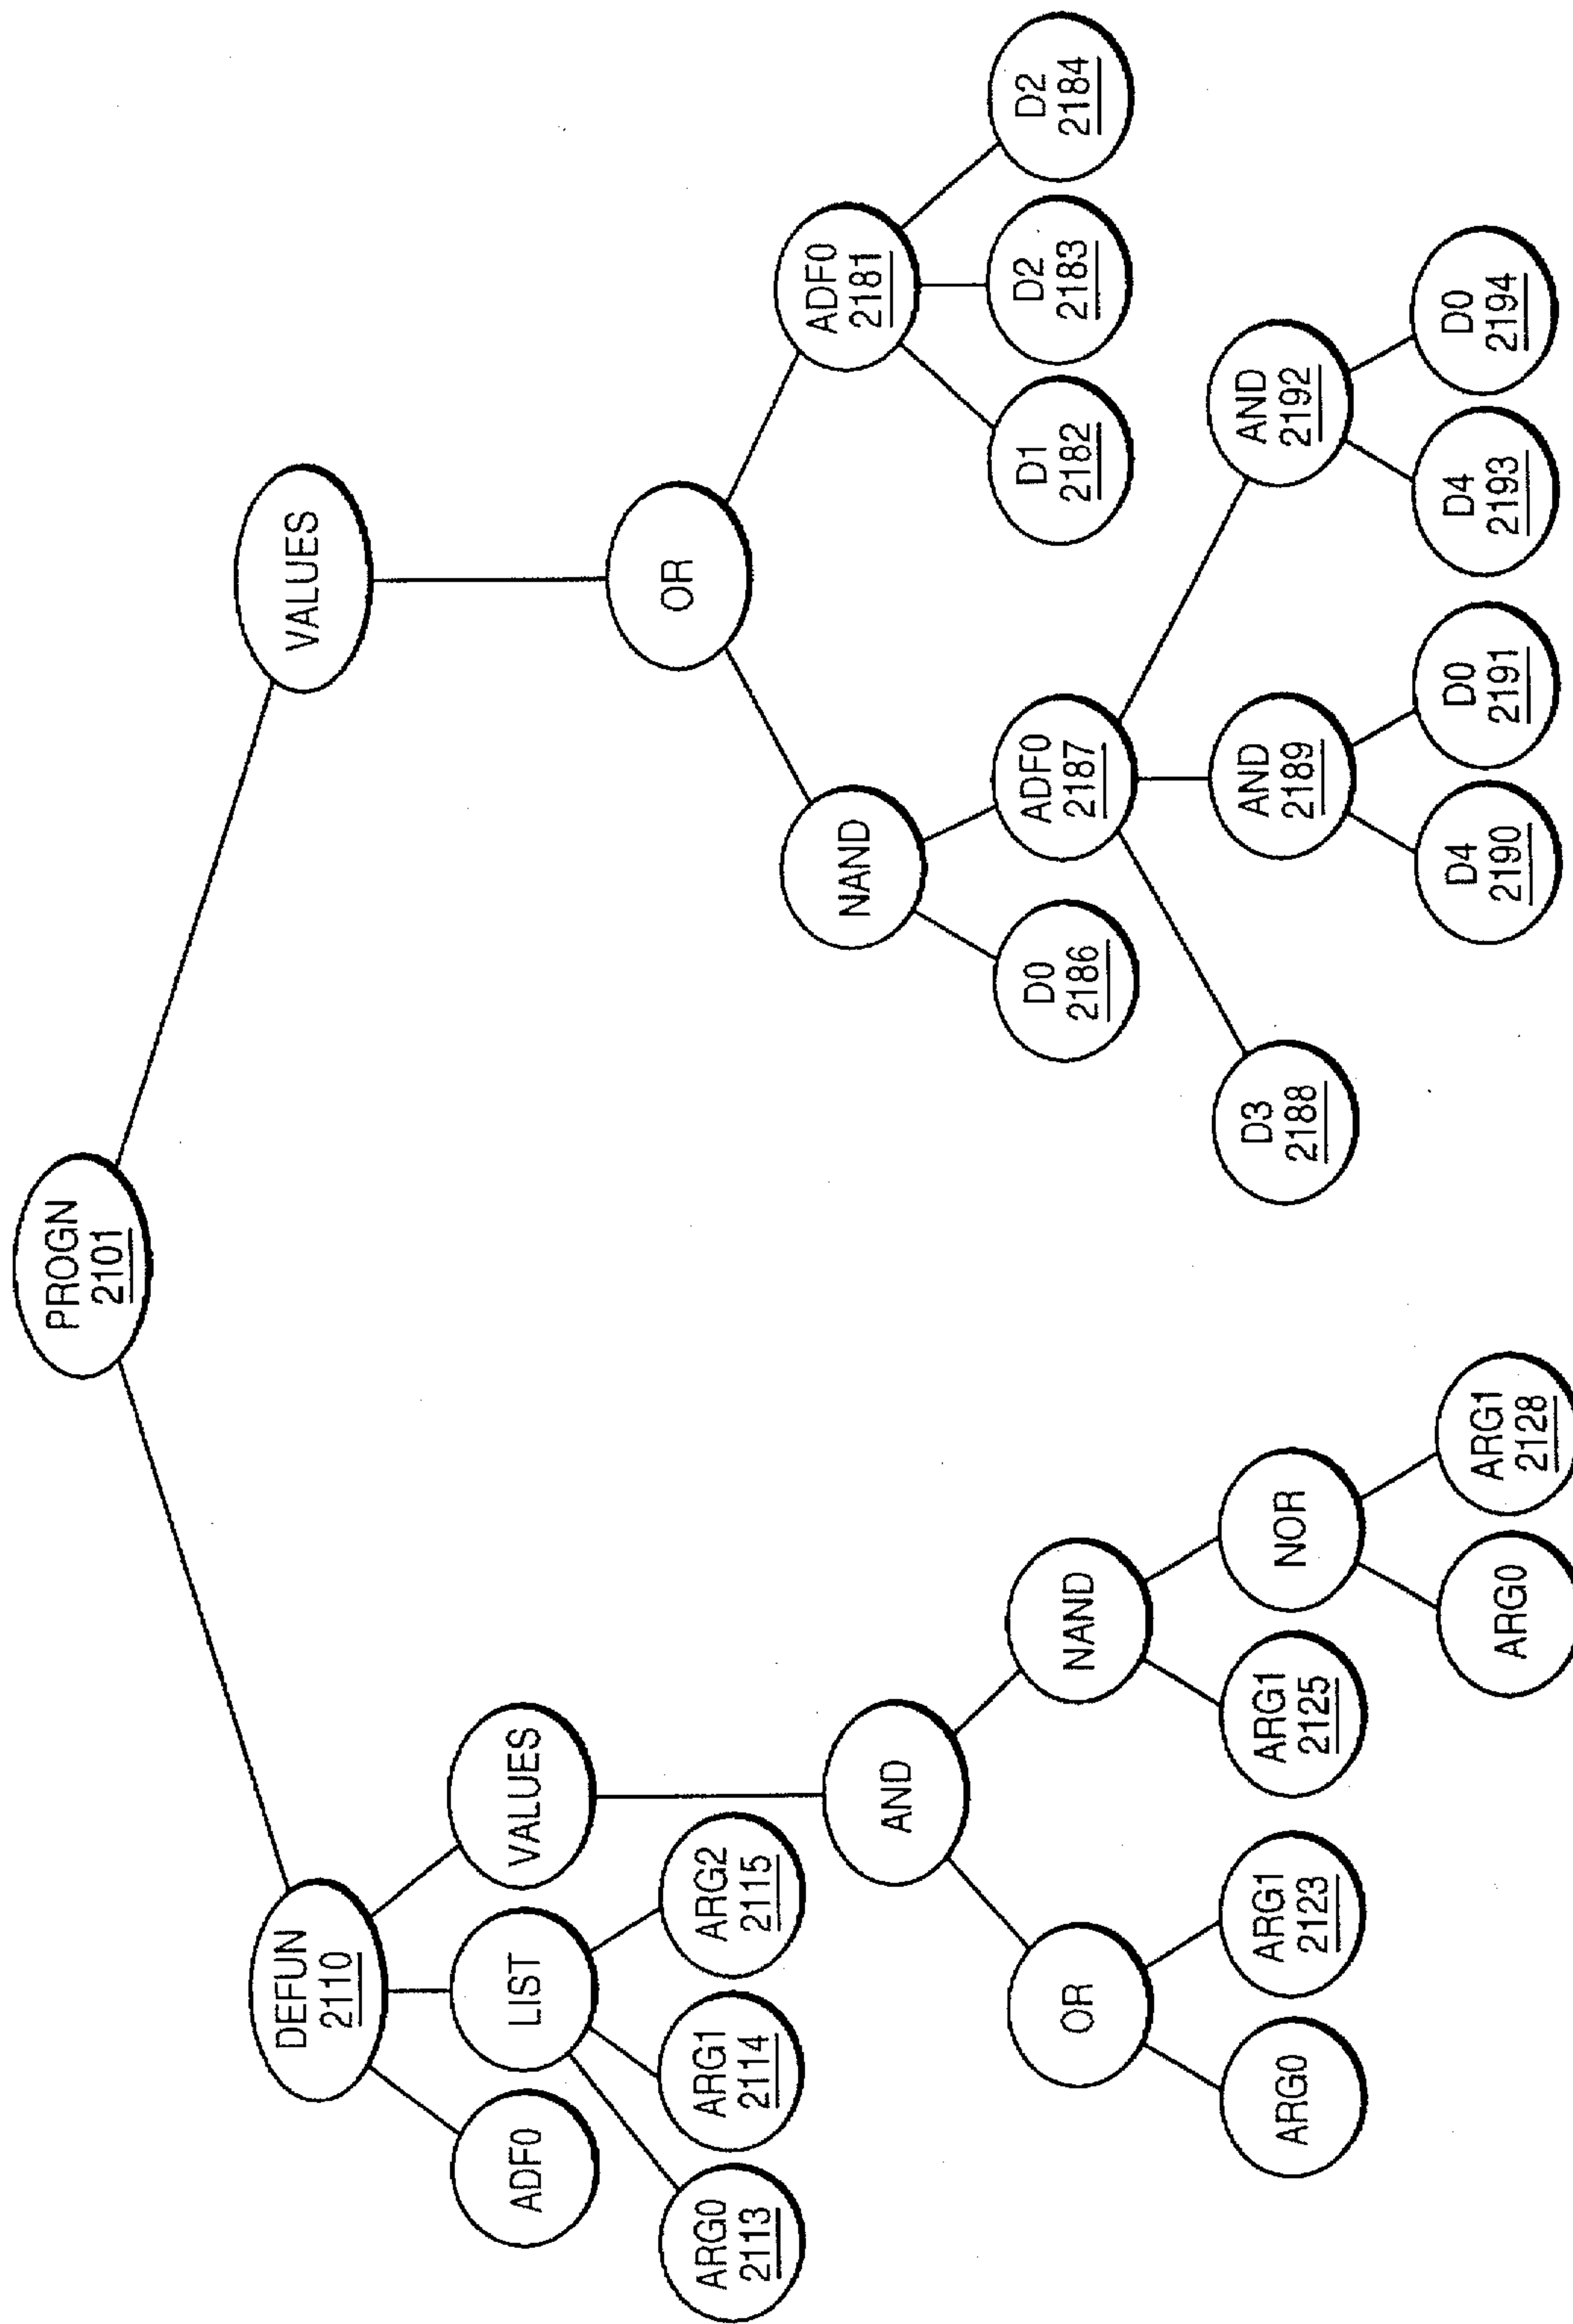 PROGN
2101
DEFUN
2110
VALUES
ADF0
LIST
VALUES
ARG0
2113
ARG1
2114
ARG2
2115
AND
OR
NAND
ARG0
ARG1
2123
ARG1
2125
NOR
ARG0
ARG1
2128
OR
NAND
ADF0
2181
D0
2186
ADF0
2187
D1
2182
D2
2183
D2
2184
D3
2188
AND
2189
AND
2192
D4
2190
D0
2191
D4
2193
D0
2194